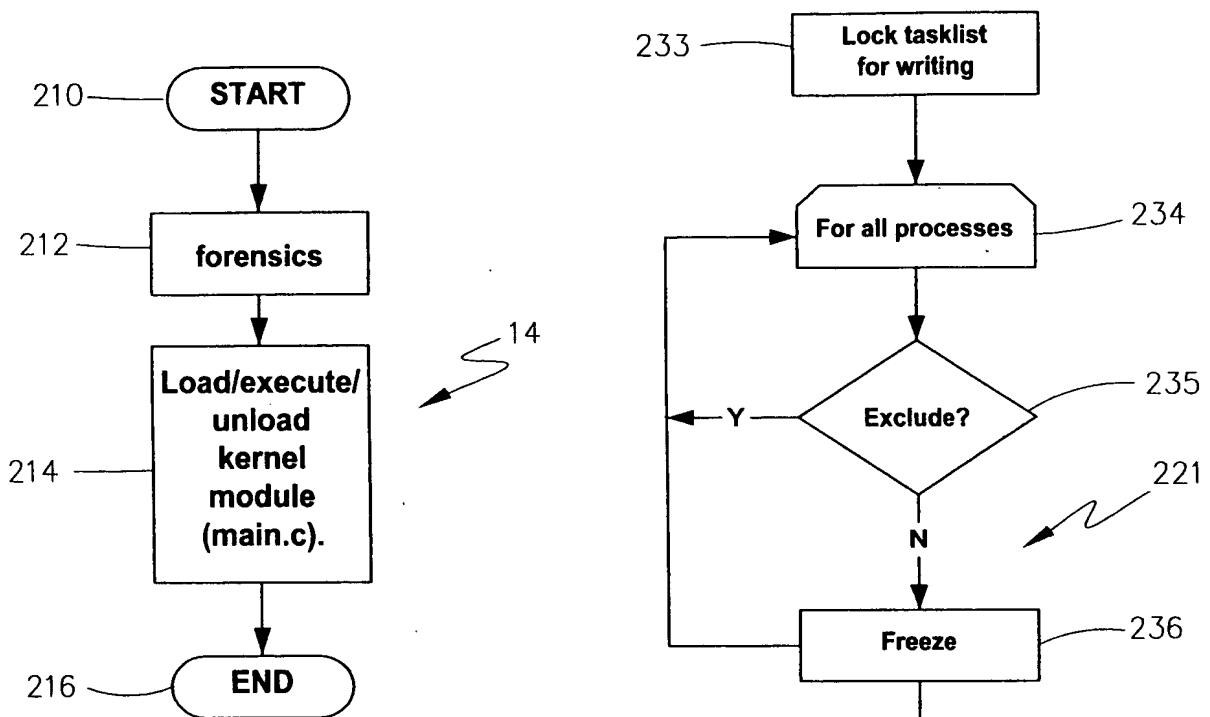 210
START
212
forensics
214
Load/execute/
unload
kernel
module
(main.c).
14
216
END
233
Lock tasklist
for writing
For all processes
234
Exclude?
235
Y
N
221
Freeze
236